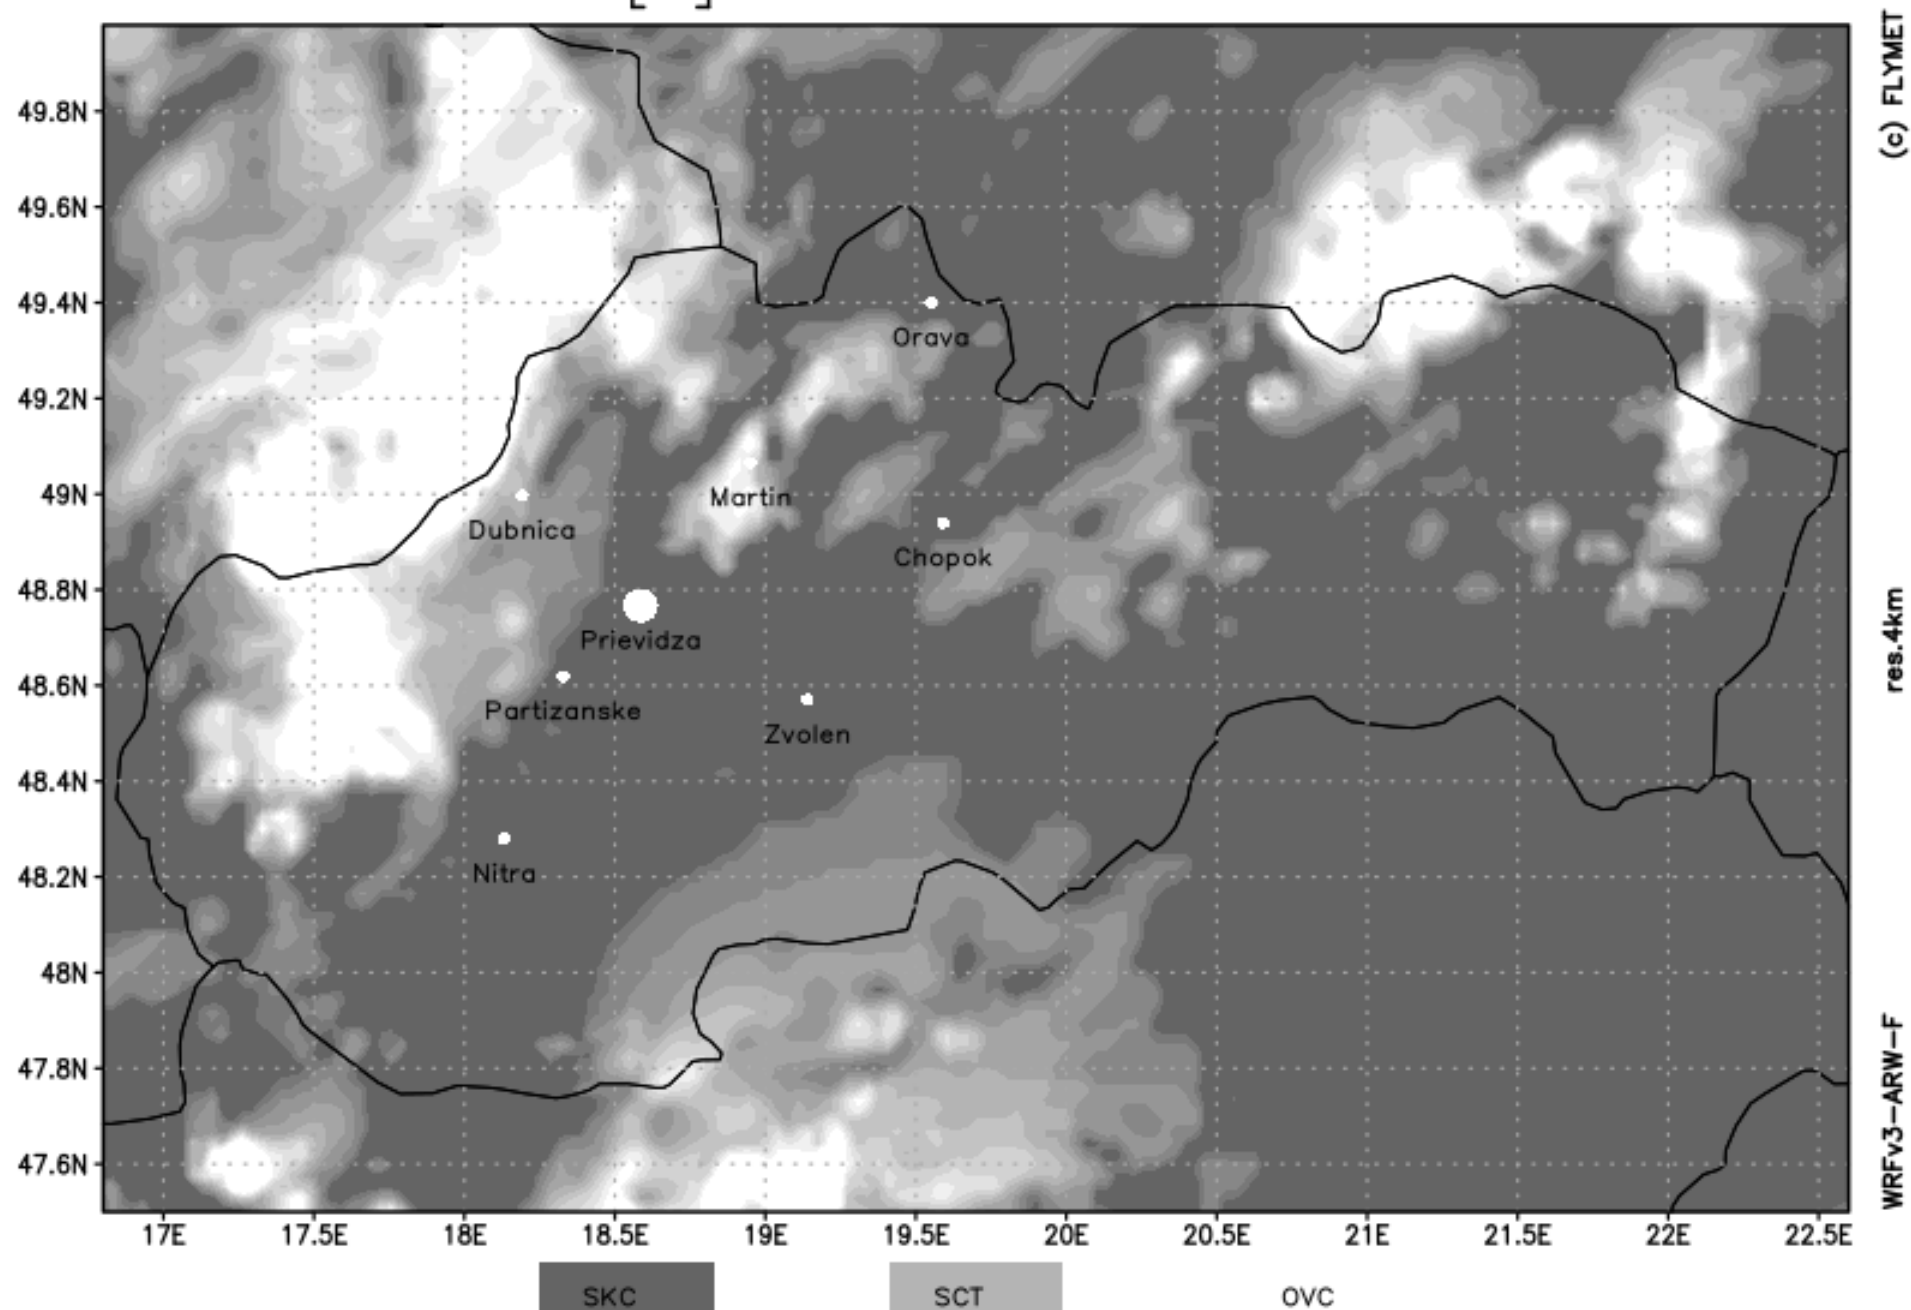 [ ]
(c) FLYMET
49.8N
49.6N
49.4N
Orava
49.2N
49N
Martin
Dubnica
Chopok
48.8N
res.4km
Prievidza
48.6N
Partizanske
Zvolen
48.4N
Nitra
48.2N
48N
47.8N
WRFv3-ARW-F
47.6N
17E 17.5E 18E 18.5E 19E 19.5E 20E 20.5E 21E 21.5E 22E 22.5E
SKC SCT OVC